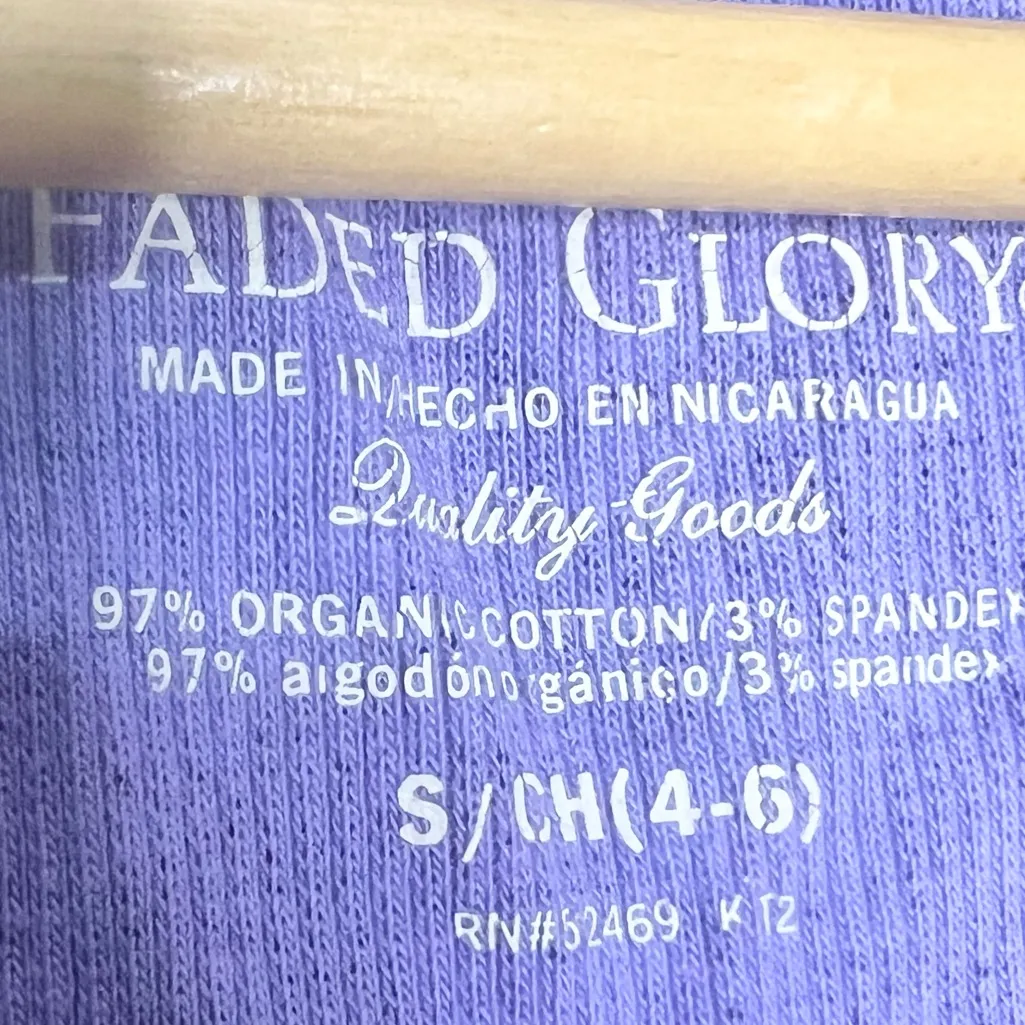 FADED GLORY
MADE IN/HECHO EN NICARAGUA
Quality Goods
97% ORGANIC COTTON/3% SPANDEX
97% algodón orgánico/3% spandex
S/CH(4-6)
RN#52469 KT2